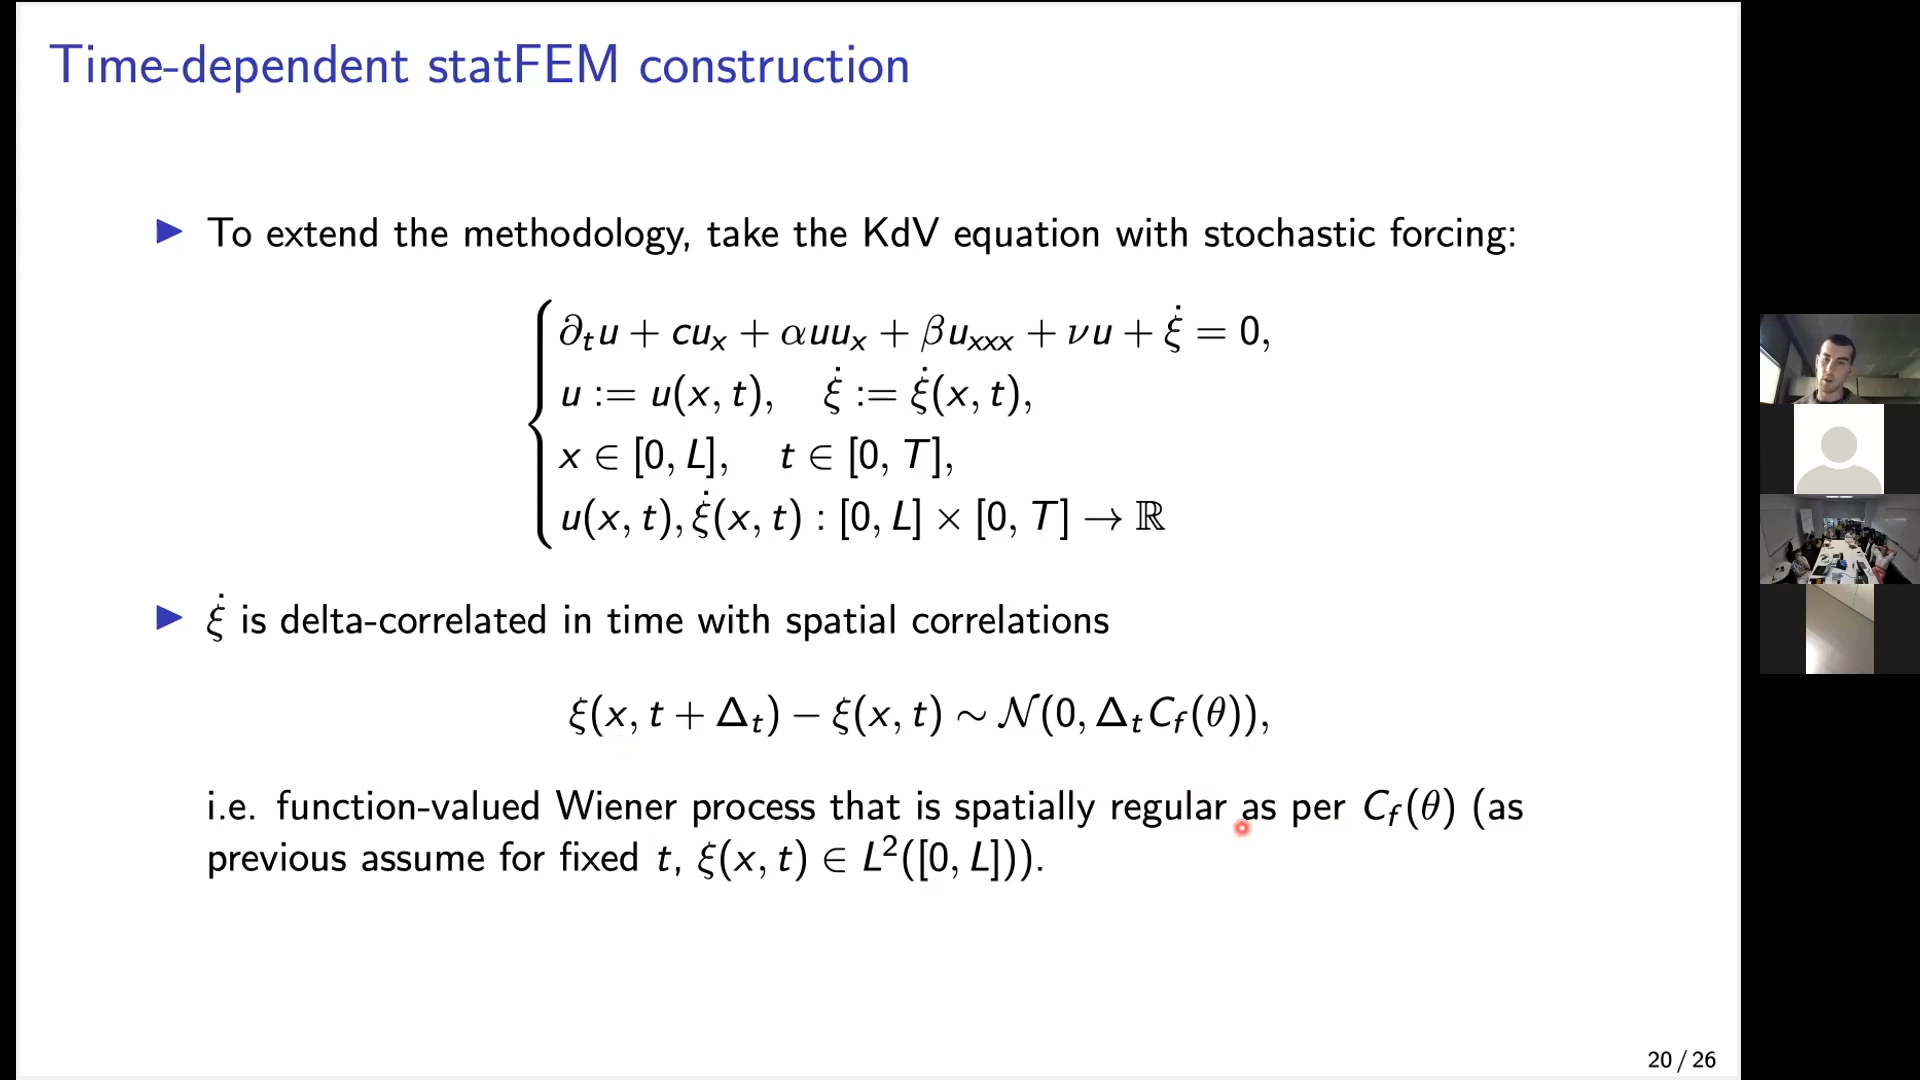 Time-dependent statFEM construction
▶ To extend the methodology, take the KdV equation with stochastic forcing:
∂ₜu + cuₓ + αuuₓ + βuₓₓₓ + νu + ξ̇ = 0,
u := u(x, t), ξ̇ := ξ̇(x, t),
x ∈ [0, L], t ∈ [0, T],
u(x, t), ξ̇(x, t) : [0, L] × [0, T] → ℝ
▶ ξ̇ is delta-correlated in time with spatial correlations
ξ(x, t + Δₜ) − ξ(x, t) ∼ 𝒩(0, ΔₜC_f(θ)),
i.e. function-valued Wiener process that is spatially regular as per C_f(θ) (as
previous assume for fixed t, ξ(x, t) ∈ L²([0, L])).
20 / 26